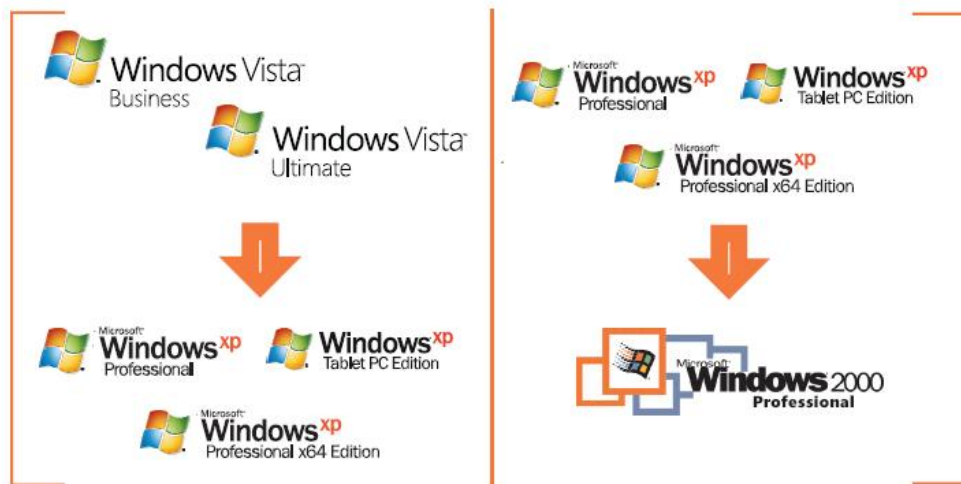 Windows Vista™
Business
Windows Vista™
Ultimate
Microsoft®
Windows xp
Professional
Windows xp
Tablet PC Edition
Microsoft®
Windows xp
Professional x64 Edition
Microsoft®
Windows xp
Professional
Windows xp
Tablet PC Edition
Microsoft®
Windows xp
Professional x64 Edition
Microsoft®
Windows 2000
Professional